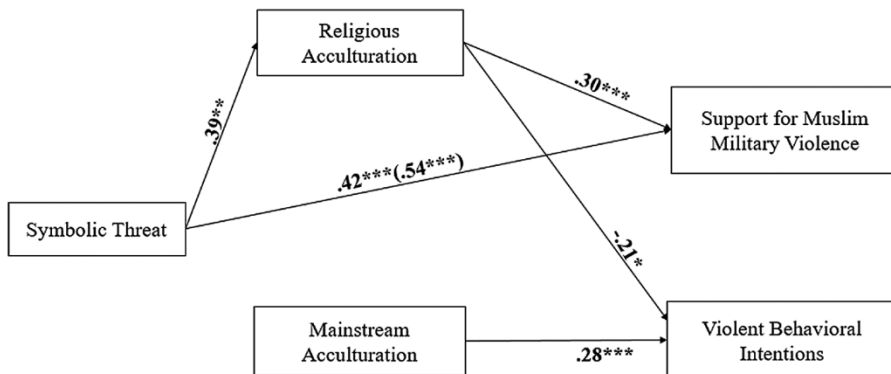 Religious
Acculturation
.30***
Support for Muslim
Military Violence
.39**
.42***(.54***)
Symbolic Threat
-.21*
Mainstream
Acculturation
.28***
Violent Behavioral
Intentions